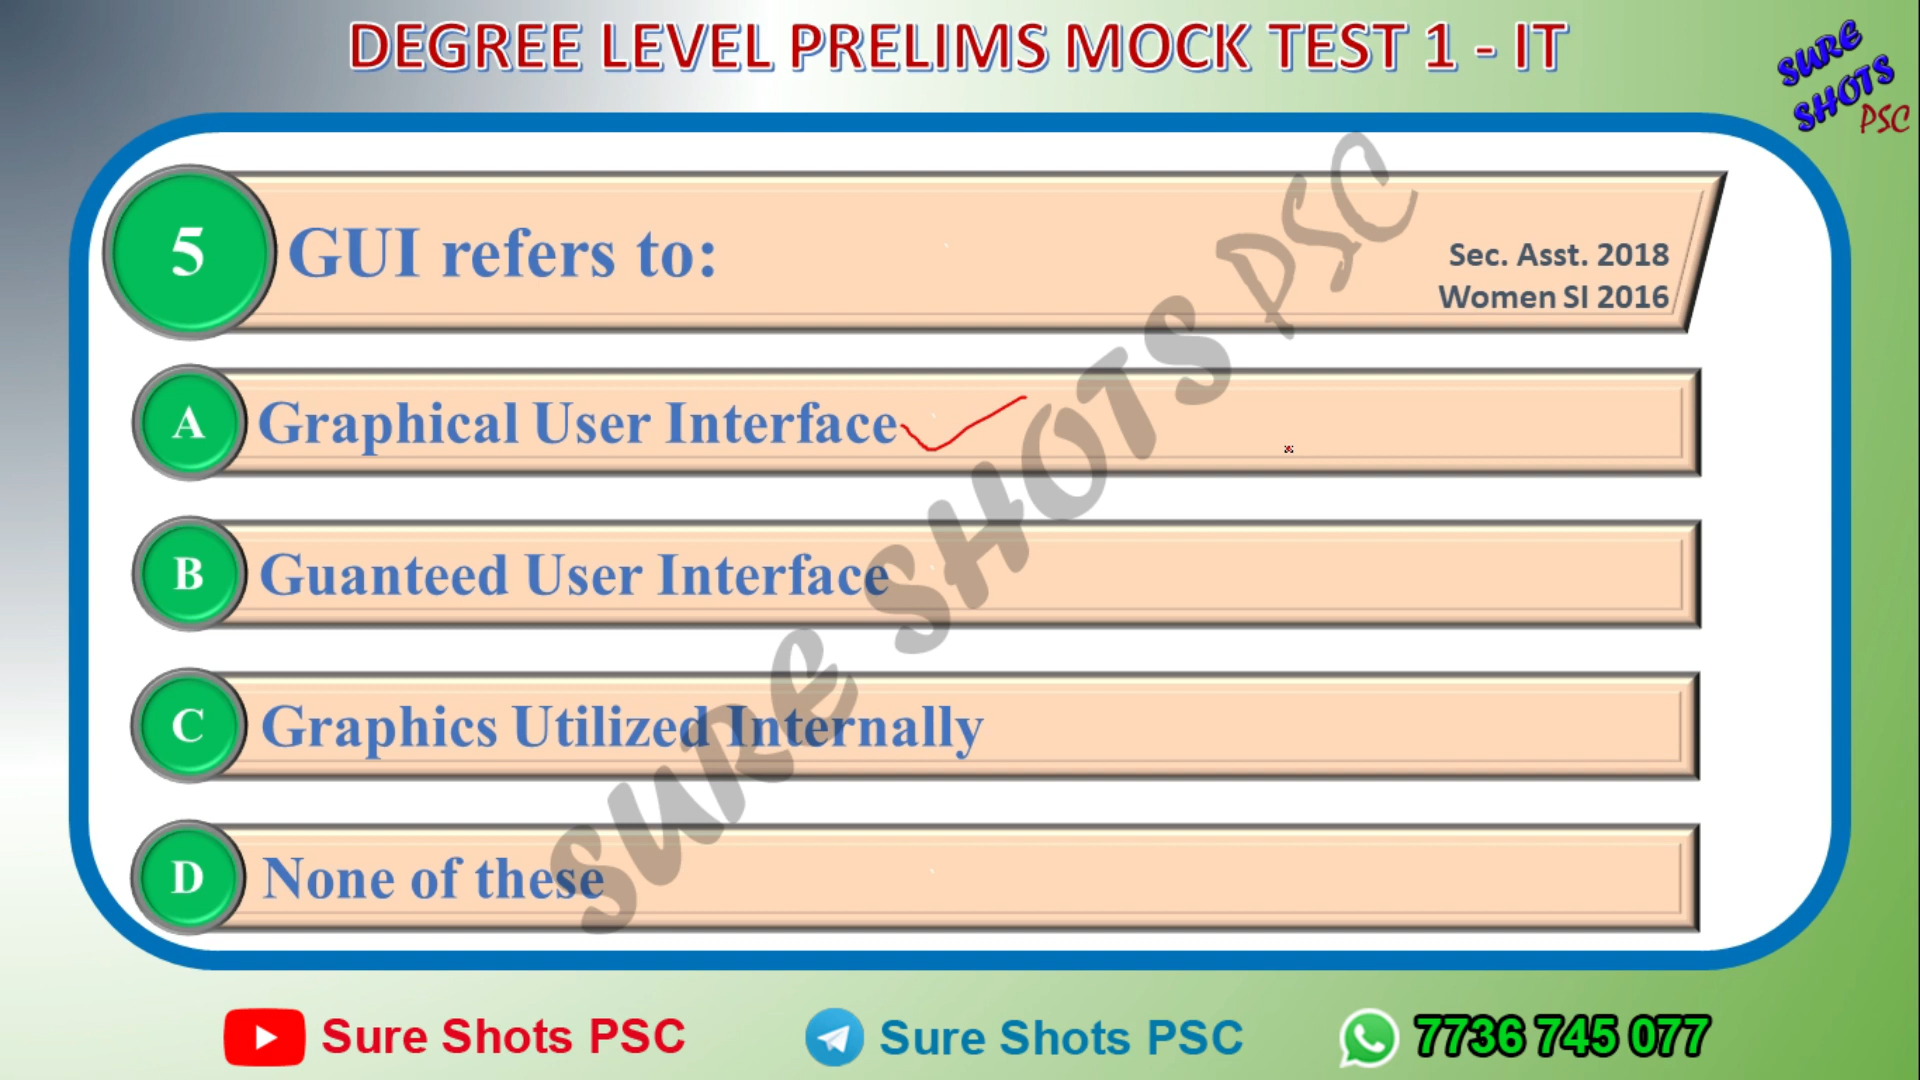 DEGREE LEVEL PRELIMS MOCK TEST 1 - IT
SURE
SHOTS
PSC
5
GUI refers to:
Sec. Asst. 2018
Women SI 2016
A
Graphical User Interface
B
Guanteed User Interface
C
Graphics Utilized Internally
D
None of these
SURE SHOTS PSC
Sure Shots PSC
Sure Shots PSC
7736 745 077